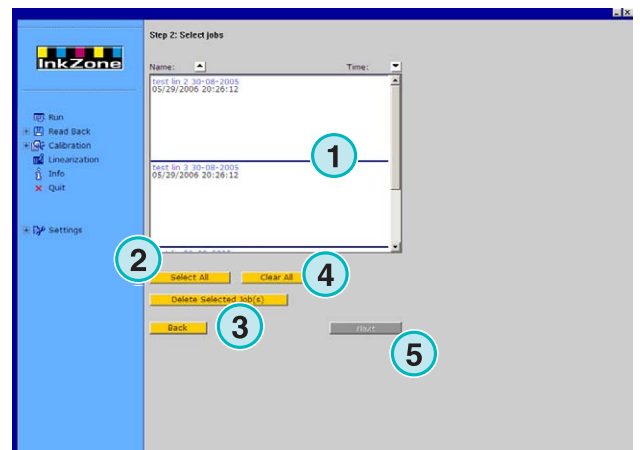 Step 2: Select jobs
InkZone
Name:
Time:
test lin 2 30-08-2005
05/29/2006 20:26:12
test lin 3 30-08-2005
05/29/2006 20:26:12
Run
Read Back
Calibration
Linearization
Info
Quit
Settings
1
2
Select All
Clear All
4
Delete Selected Job(s)
Back
3
Next
5